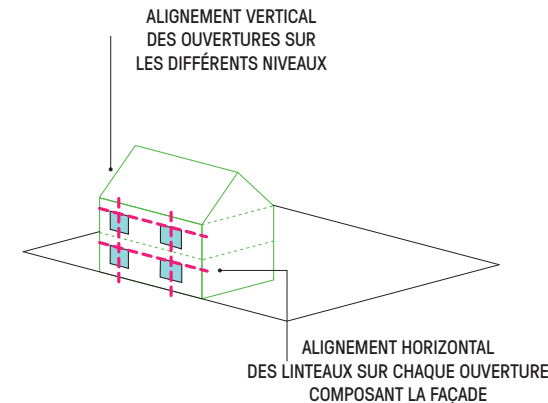 ALIGNEMENT VERTICAL
DES OUVERTURES SUR
LES DIFFÉRENTS NIVEAUX
ALIGNEMENT HORIZONTAL
DES LINTEAUX SUR CHAQUE OUVERTURE
COMPOSANT LA FAÇADE